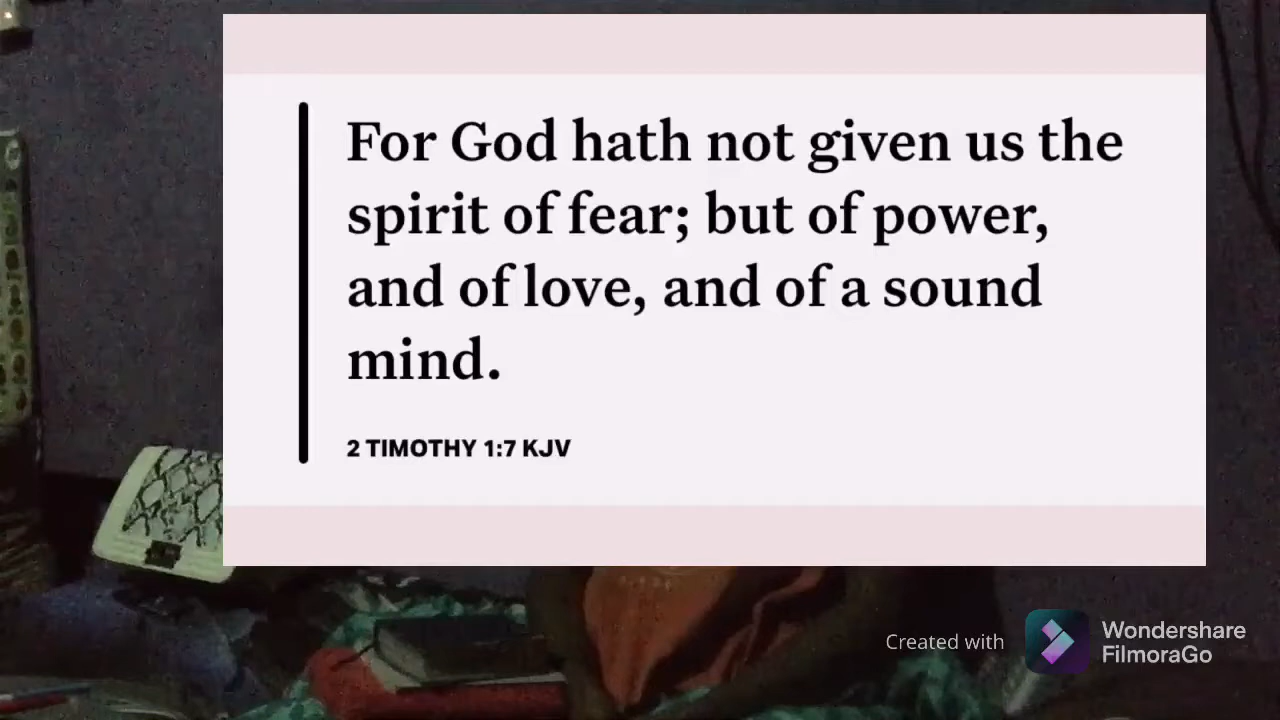 For God hath not given us the
spirit of fear; but of power,
and of love, and of a sound
mind.
2 TIMOTHY 1:7 KJV
Created with
Wondershare
FilmoraGo